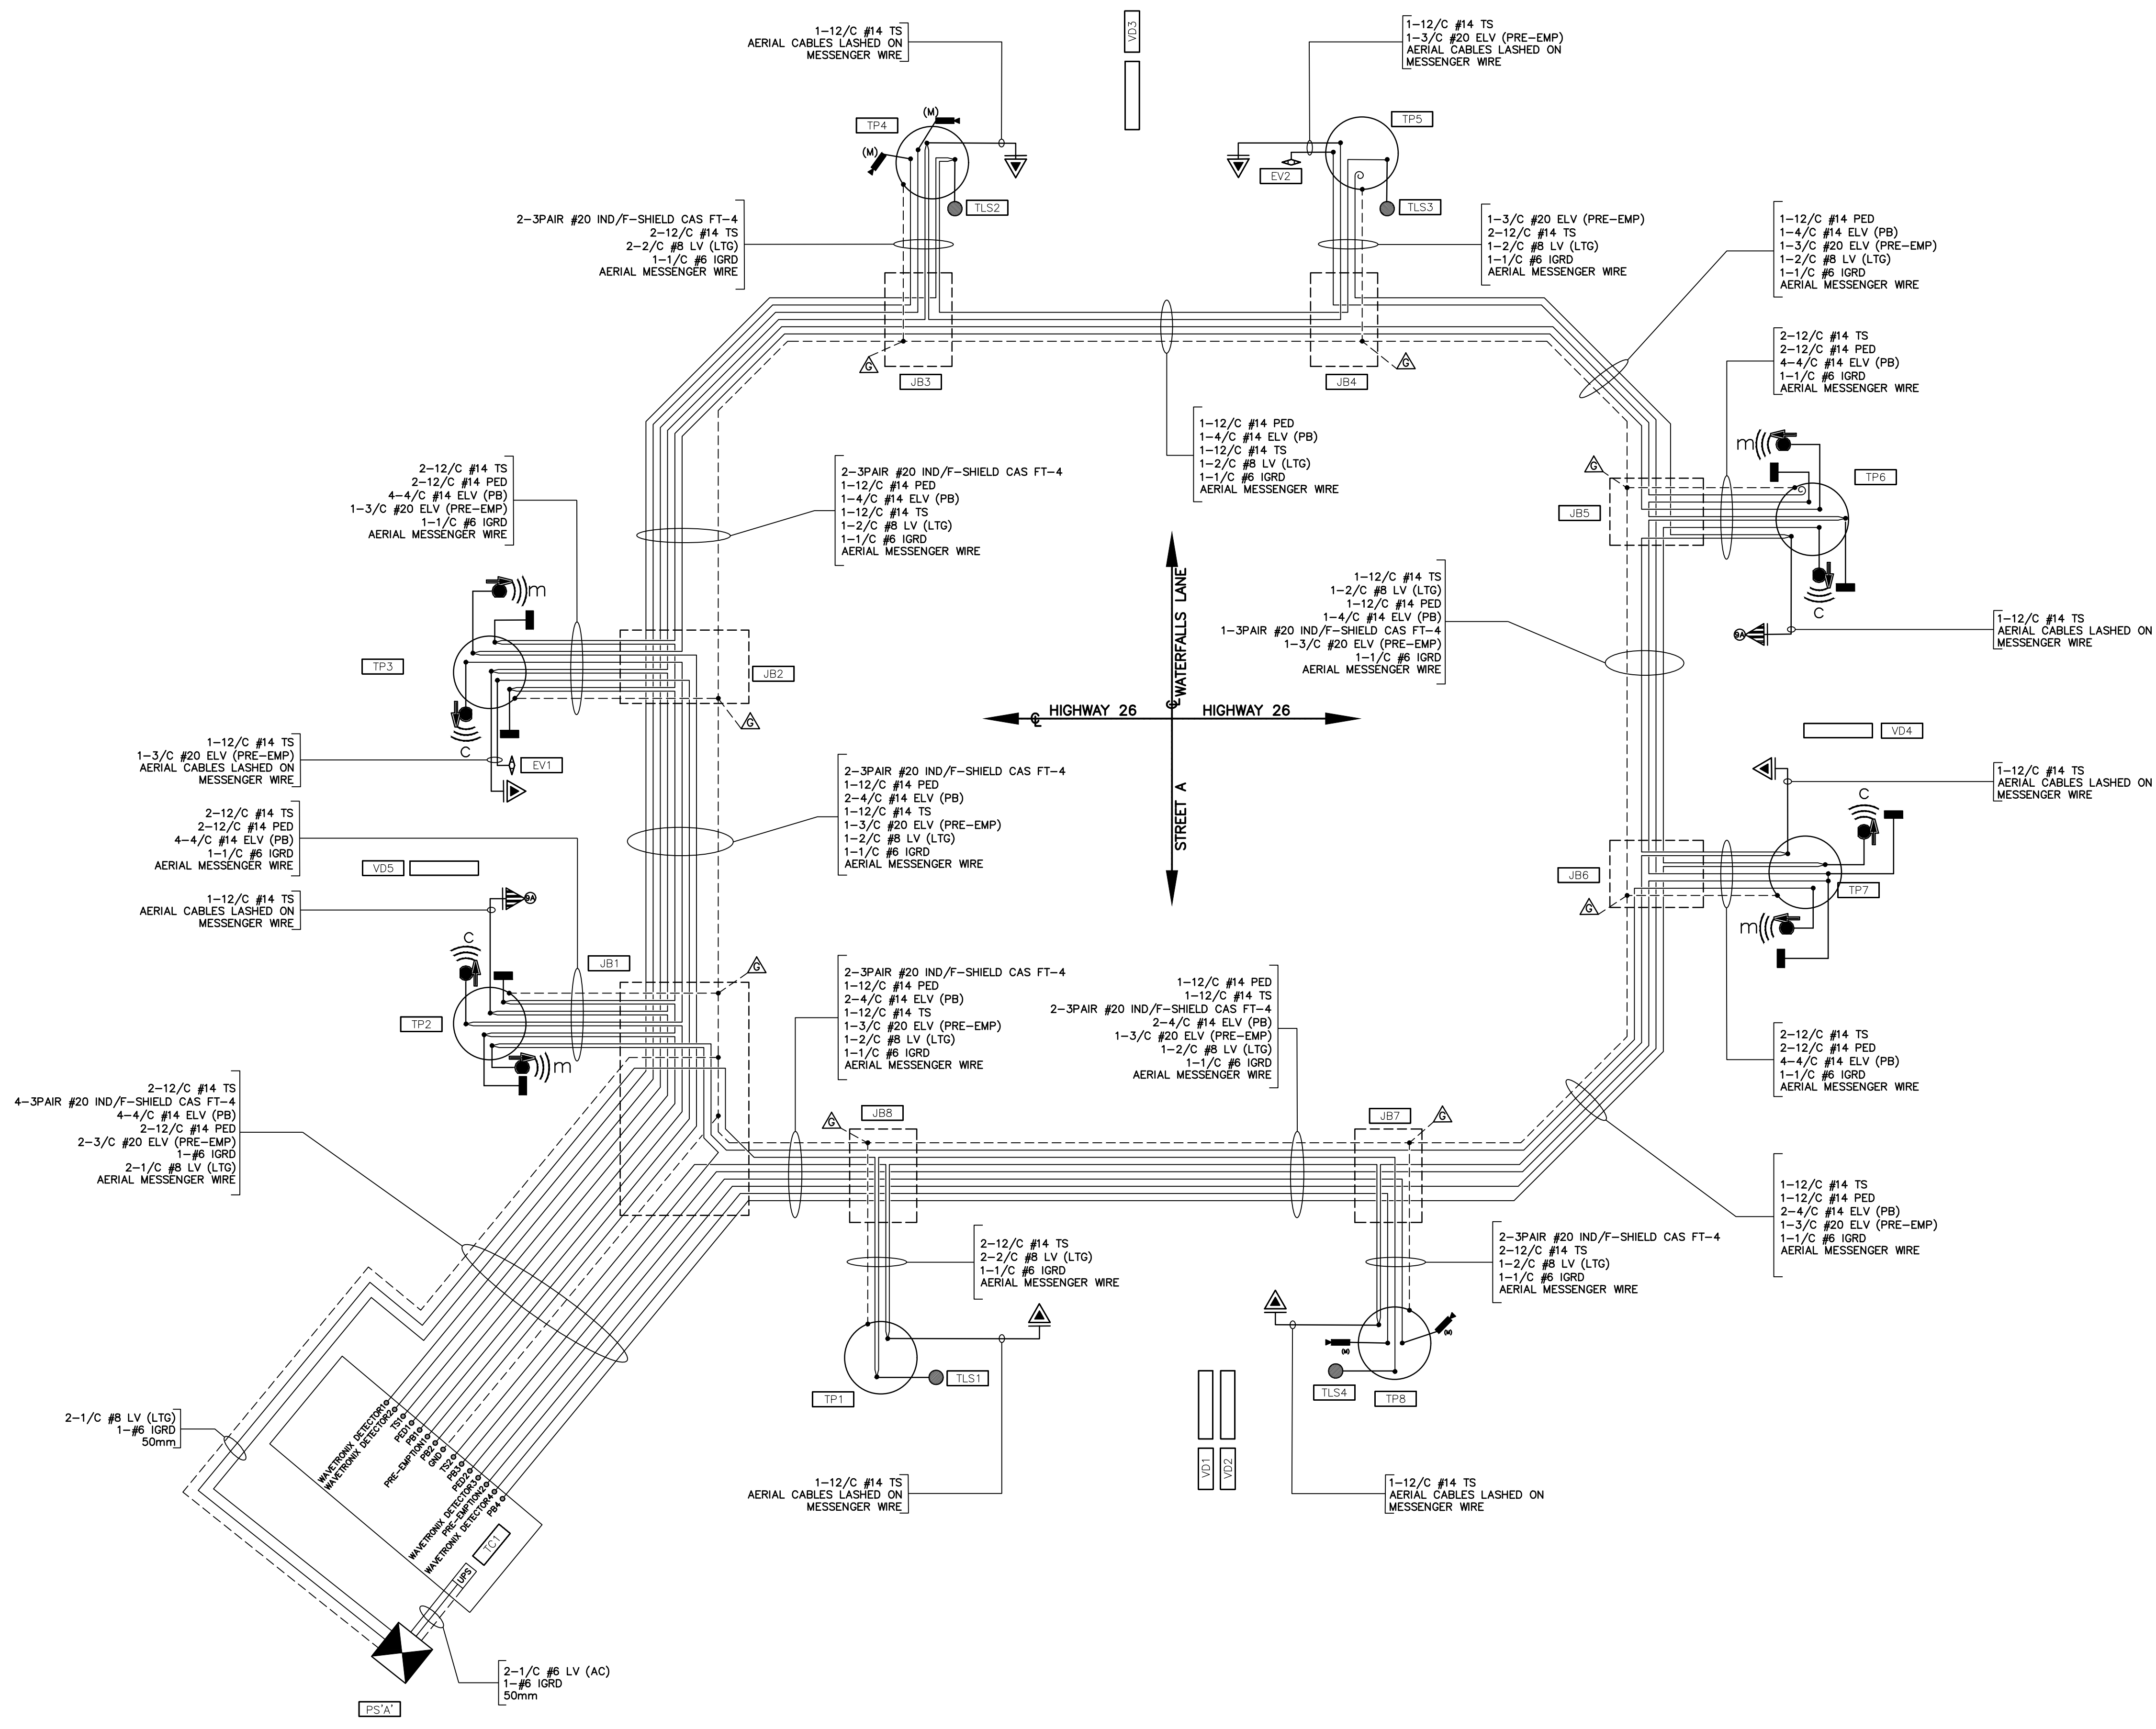 1-12/C #14 TS
AERIAL CABLES LASHED ON
MESSENGER WIRE
VD3
1-12/C #14 TS
1-3/C #20 ELV (PRE-EMP)
AERIAL CABLES LASHED ON
MESSENGER WIRE
TP4
(M)
(M)
TLS2
TP5
EV2
TLS3
2-3PAIR #20 IND/F-SHIELD CAS FT-4
2-12/C #14 TS
2-2/C #8 LV (LTG)
1-1/C #6 IGRD
AERIAL MESSENGER WIRE
1-3/C #20 ELV (PRE-EMP)
2-12/C #14 TS
1-2/C #8 LV (LTG)
1-1/C #6 IGRD
AERIAL MESSENGER WIRE
1-12/C #14 PED
1-4/C #14 ELV (PB)
1-3/C #20 ELV (PRE-EMP)
1-2/C #8 LV (LTG)
1-1/C #6 IGRD
AERIAL MESSENGER WIRE
G
JB3
JB4
G
2-12/C #14 TS
2-12/C #14 PED
4-4/C #14 ELV (PB)
1-1/C #6 IGRD
AERIAL MESSENGER WIRE
1-12/C #14 PED
1-4/C #14 ELV (PB)
1-12/C #14 TS
1-2/C #8 LV (LTG)
1-1/C #6 IGRD
AERIAL MESSENGER WIRE
2-12/C #14 TS
2-12/C #14 PED
4-4/C #14 ELV (PB)
1-3/C #20 ELV (PRE-EMP)
1-1/C #6 IGRD
AERIAL MESSENGER WIRE
2-3PAIR #20 IND/F-SHIELD CAS FT-4
1-12/C #14 PED
1-4/C #14 ELV (PB)
1-12/C #14 TS
1-2/C #8 LV (LTG)
1-1/C #6 IGRD
AERIAL MESSENGER WIRE
m
G
TP6
JB5
C
9A
1-12/C #14 TS
AERIAL CABLES LASHED ON
MESSENGER WIRE
1-12/C #14 TS
1-2/C #8 LV (LTG)
1-12/C #14 PED
1-4/C #14 ELV (PB)
1-3PAIR #20 IND/F-SHIELD CAS FT-4
1-3/C #20 ELV (PRE-EMP)
1-1/C #6 IGRD
AERIAL MESSENGER WIRE
m
TP3
JB2
G
C
EV1
WATERFALLS LANE
HIGHWAY 26
HIGHWAY 26
STREET A
VD4
1-12/C #14 TS
1-3/C #20 ELV (PRE-EMP)
AERIAL CABLES LASHED ON
MESSENGER WIRE
2-3PAIR #20 IND/F-SHIELD CAS FT-4
1-12/C #14 PED
2-4/C #14 ELV (PB)
1-12/C #14 TS
1-3/C #20 ELV (PRE-EMP)
1-2/C #8 LV (LTG)
1-1/C #6 IGRD
AERIAL MESSENGER WIRE
1-12/C #14 TS
AERIAL CABLES LASHED ON
MESSENGER WIRE
2-12/C #14 TS
2-12/C #14 PED
4-4/C #14 ELV (PB)
1-1/C #6 IGRD
AERIAL MESSENGER WIRE
VD5
1-12/C #14 TS
AERIAL CABLES LASHED ON
MESSENGER WIRE
9A
C
JB1
G
TP2
m
C
JB6
G
TP7
m
2-3PAIR #20 IND/F-SHIELD CAS FT-4
1-12/C #14 PED
2-4/C #14 ELV (PB)
1-12/C #14 TS
1-3/C #20 ELV (PRE-EMP)
1-2/C #8 LV (LTG)
1-1/C #6 IGRD
AERIAL MESSENGER WIRE
1-12/C #14 PED
1-12/C #14 TS
2-3PAIR #20 IND/F-SHIELD CAS FT-4
2-4/C #14 ELV (PB)
1-3/C #20 ELV (PRE-EMP)
1-2/C #8 LV (LTG)
1-1/C #6 IGRD
AERIAL MESSENGER WIRE
2-12/C #14 TS
2-12/C #14 PED
4-4/C #14 ELV (PB)
1-1/C #6 IGRD
AERIAL MESSENGER WIRE
2-12/C #14 TS
4-3PAIR #20 IND/F-SHIELD CAS FT-4
4-4/C #14 ELV (PB)
2-12/C #14 PED
2-3/C #20 ELV (PRE-EMP)
1-#6 IGRD
2-1/C #8 LV (LTG)
AERIAL MESSENGER WIRE
G
JB8
JB7
G
1-12/C #14 TS
1-12/C #14 PED
2-4/C #14 ELV (PB)
1-3/C #20 ELV (PRE-EMP)
1-1/C #6 IGRD
AERIAL MESSENGER WIRE
2-12/C #14 TS
2-2/C #8 LV (LTG)
1-1/C #6 IGRD
AERIAL MESSENGER WIRE
2-3PAIR #20 IND/F-SHIELD CAS FT-4
2-12/C #14 TS
1-2/C #8 LV (LTG)
1-1/C #6 IGRD
AERIAL MESSENGER WIRE
TP1
TLS1
(M)
(M)
TLS4
TP8
VD1
VD2
2-1/C #8 LV (LTG)
1-#6 IGRD
50mm
WAVETRONIX DETECTOR1
WAVETRONIX DETECTOR2
TS1
PED1
PB1
PRE-EMPTION1
PB2
GND
TS2
PB3
PED2
WAVETRONIX DETECTOR3
PRE-EMPTION2
WAVETRONIX DETECTOR4
PB4
TC1
UPS
1-12/C #14 TS
AERIAL CABLES LASHED ON
MESSENGER WIRE
1-12/C #14 TS
AERIAL CABLES LASHED ON
MESSENGER WIRE
2-1/C #6 LV (AC)
1-#6 IGRD
50mm
PS'A'